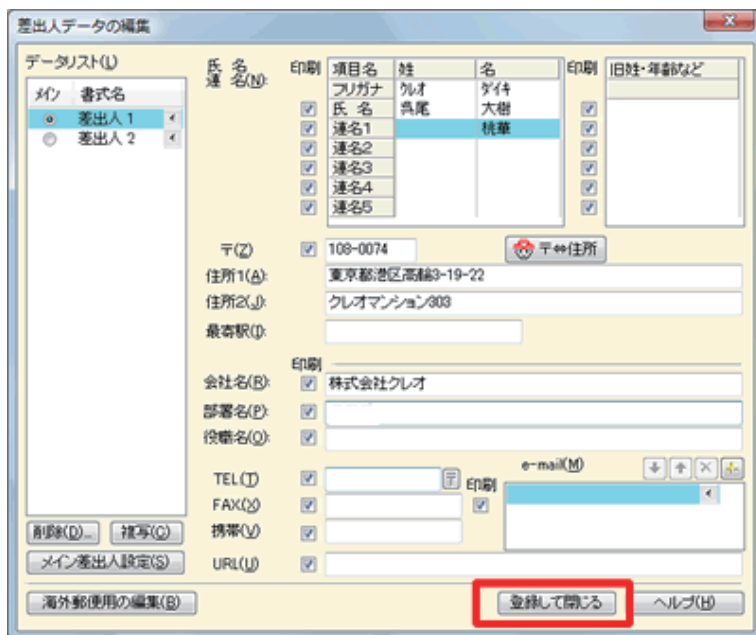 差出人データの編集
データリスト(L)
メイン 書式名
差出人 1
差出人 2
氏 名
連 名(N):
印刷 項目名 姓 名 印刷 旧姓・年齢など
フリガナ クレオ ダイキ
氏 名 呉尾 大樹
連名1 桃華
連名2
連名3
連名4
連名5
〒(Z) 108-0074 〒⇔住所
住所1(A): 東京都港区高輪3-19-22
住所2(J): クレオマンション303
最寄駅(I):
印刷
会社名(R): 株式会社クレオ
部署名(P):
役職名(O):
TEL(T) 〒 印刷 e-mail(M)
FAX(X)
携帯(V)
URL(U)
削除(D)... 複写(C)
メイン差出人設定(S)
海外郵便用の編集(B) 登録して閉じる ヘルプ(H)